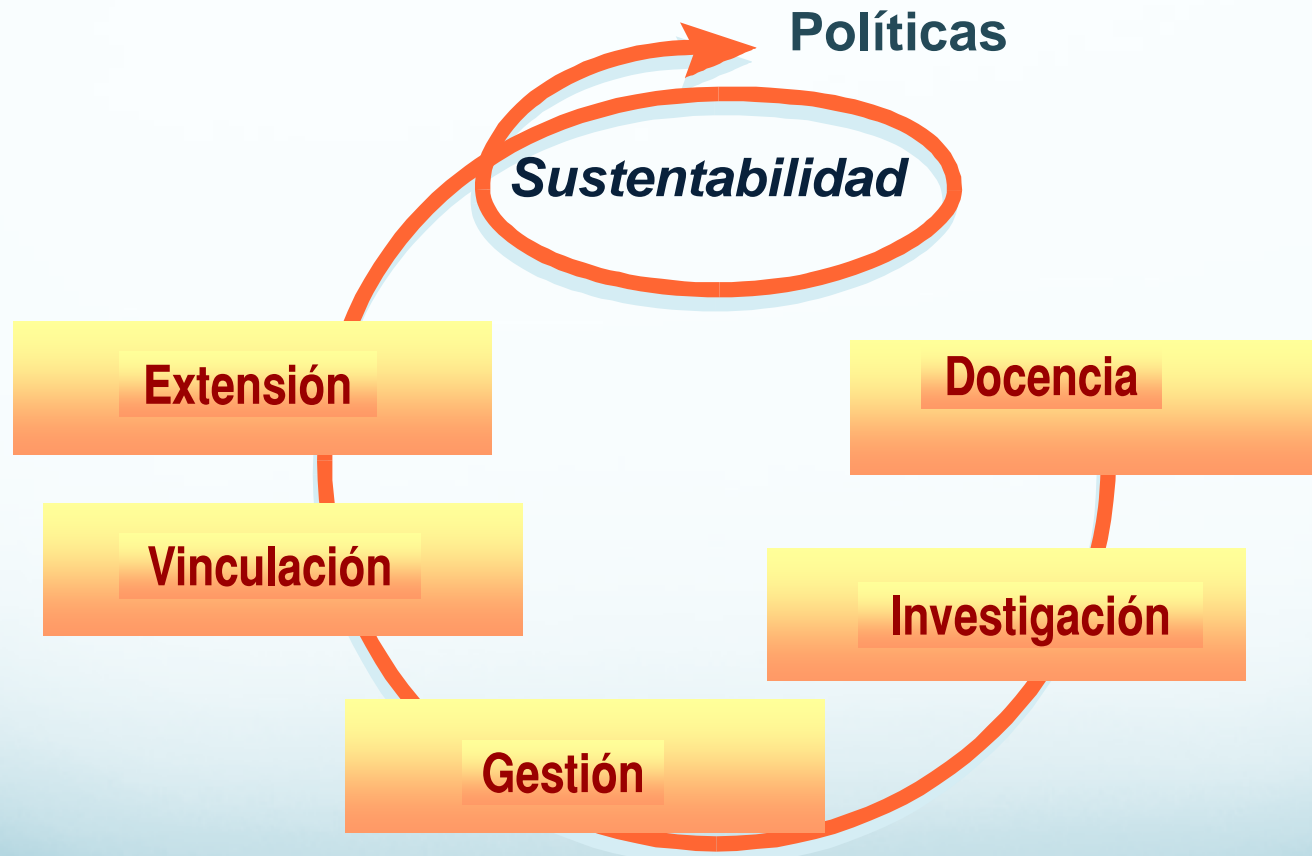 Políticas
Sustentabilidad
Extensión
Docencia
Vinculación
Investigación
Gestión